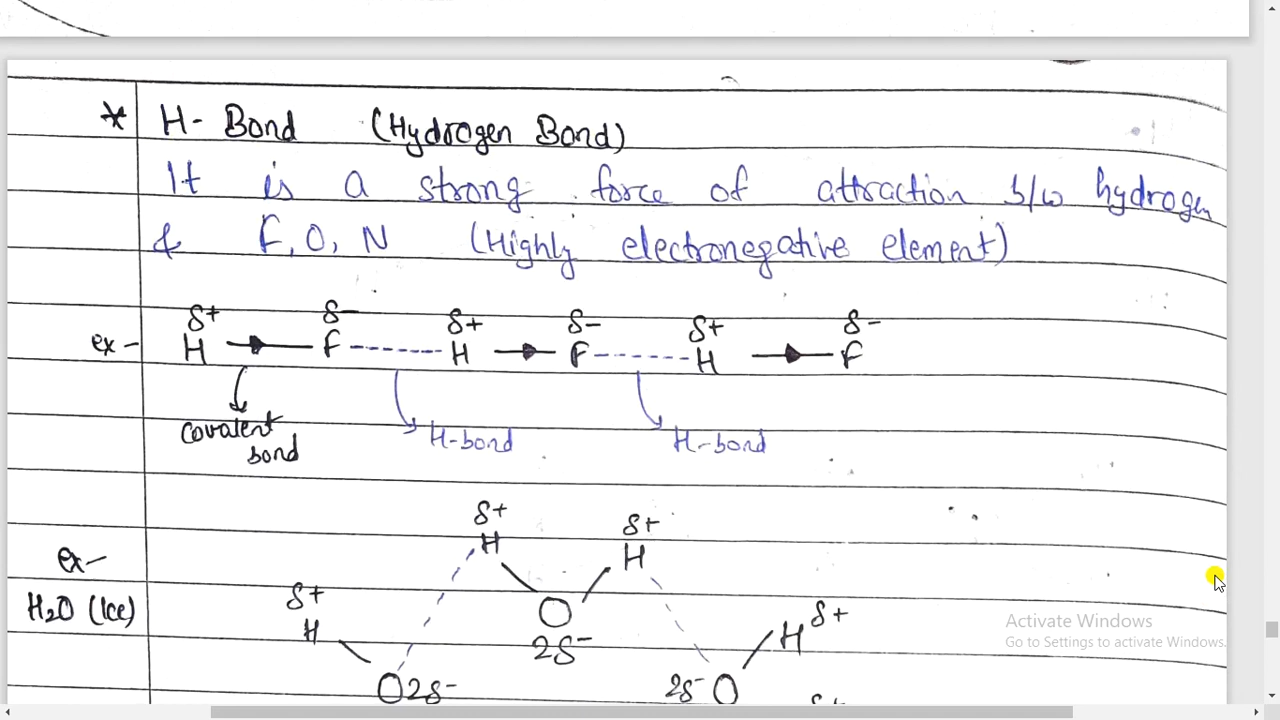 * H- Bond (Hydrogen Bond)
It is a strong force of attraction b/w hydrogen
& F, O, N (Highly electronegative element)
δ+ δ- δ+ δ- δ+ δ-
ex - H F H F H F
covalent bond
H-bond H-bond
δ+ δ+
ex- H H
H₂O (Ice) δ+ O δ+
H 2δ- H
O2δ- 2δ- O
Activate Windows
Go to Settings to activate Windows.